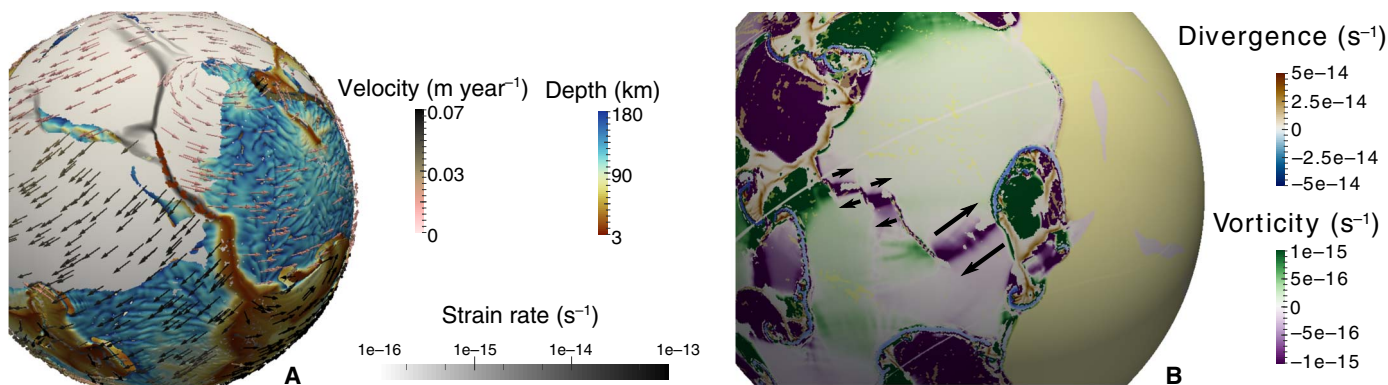 Velocity (m year⁻¹)
0.07
0.03
0
Depth (km)
180
90
3
Strain rate (s⁻¹)
1e−16
1e−15
1e−14
1e−13
A
Divergence (s⁻¹)
5e−14
2.5e−14
0
−2.5e−14
−5e−14
Vorticity (s⁻¹)
1e−15
5e−16
0
−5e−16
−1e−15
B